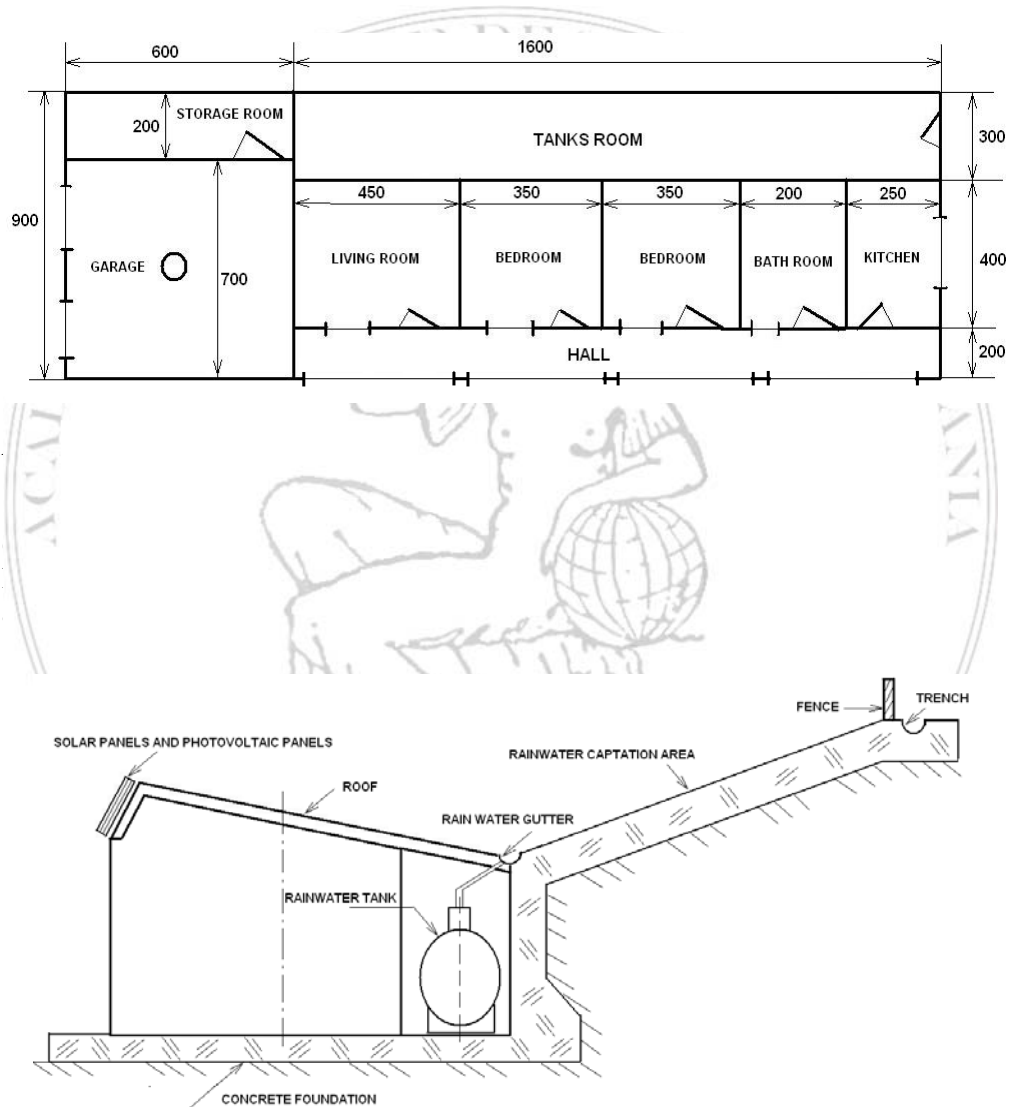 600
1600
STORAGE ROOM
200
TANKS ROOM
300
900
450
350
350
200
250
GARAGE
700
LIVING ROOM
BEDROOM
BEDROOM
BATH ROOM
KITCHEN
400
HALL
200
FENCE
TRENCH
SOLAR PANELS AND PHOTOVOLTAIC PANELS
RAINWATER CAPTATION AREA
ROOF
RAIN WATER GUTTER
RAINWATER TANK
CONCRETE FOUNDATION